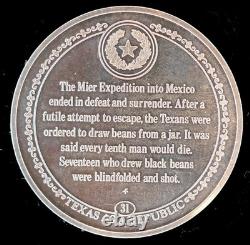 The Mier Expedition into Mexico
ended in defeat and surrender. After a
futile attempt to escape, the Texans were
ordered to draw beans from a jar. It was
said every tenth man would die.
Seventeen who drew black beans
were blindfolded and shot.
31
TEXAS REPUBLIC